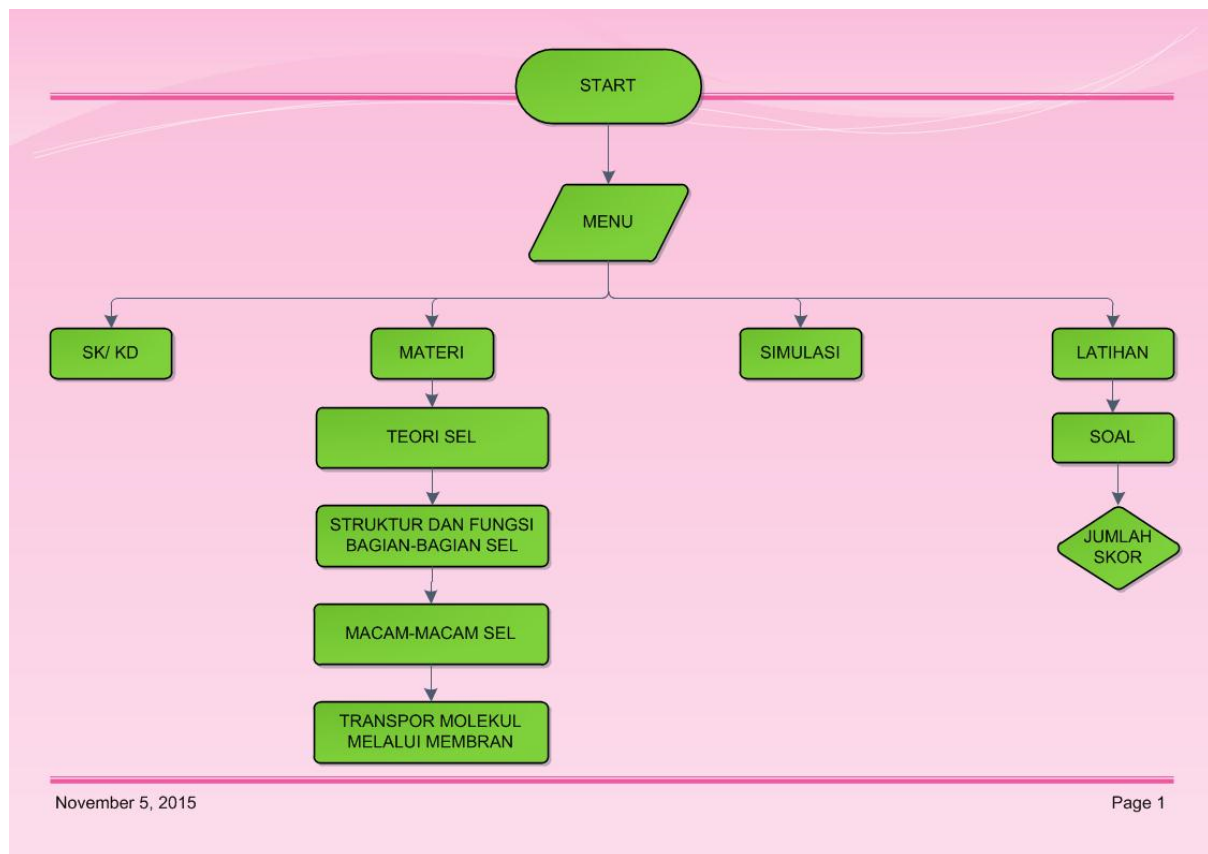 START
MENU
SK/ KD
MATERI
SIMULASI
LATIHAN
TEORI SEL
SOAL
STRUKTUR DAN FUNGSI
BAGIAN-BAGIAN SEL
JUMLAH
SKOR
MACAM-MACAM SEL
TRANSPOR MOLEKUL
MELALUI MEMBRAN
November 5, 2015
Page 1